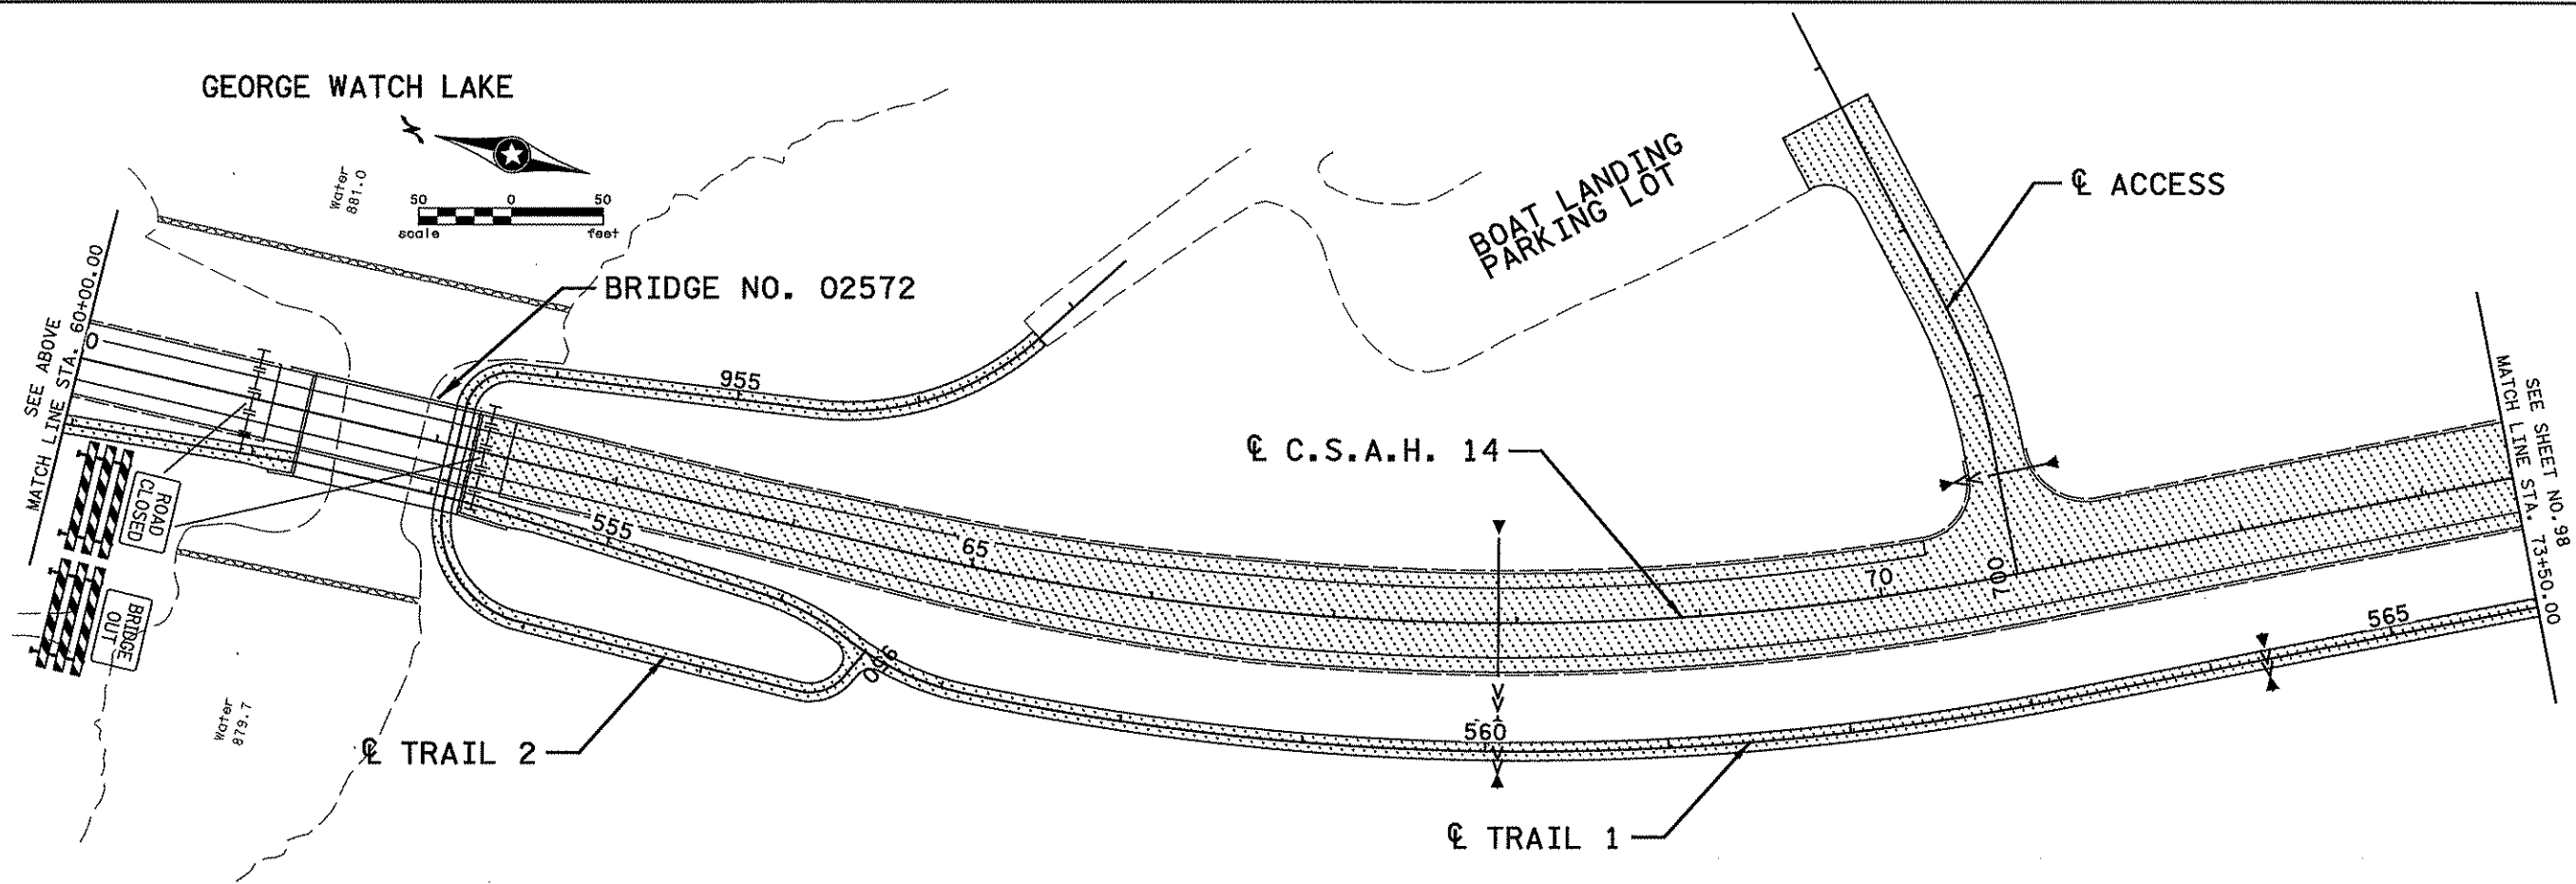 GEORGE WATCH LAKE
N
50 0 50
scale feet
Water
881.0
BOAT LANDING
PARKING LOT
℄ ACCESS
BRIDGE NO. 02572
SEE ABOVE
MATCH LINE STA. 60+00.00
955
℄ C.S.A.H. 14
SEE SHEET NO.98
MATCH LINE STA. 73+50.00
ROAD
CLOSED
555
65
70
700
BRIDGE
OUT
950
565
Water
879.7
℄ TRAIL 2
560
℄ TRAIL 1